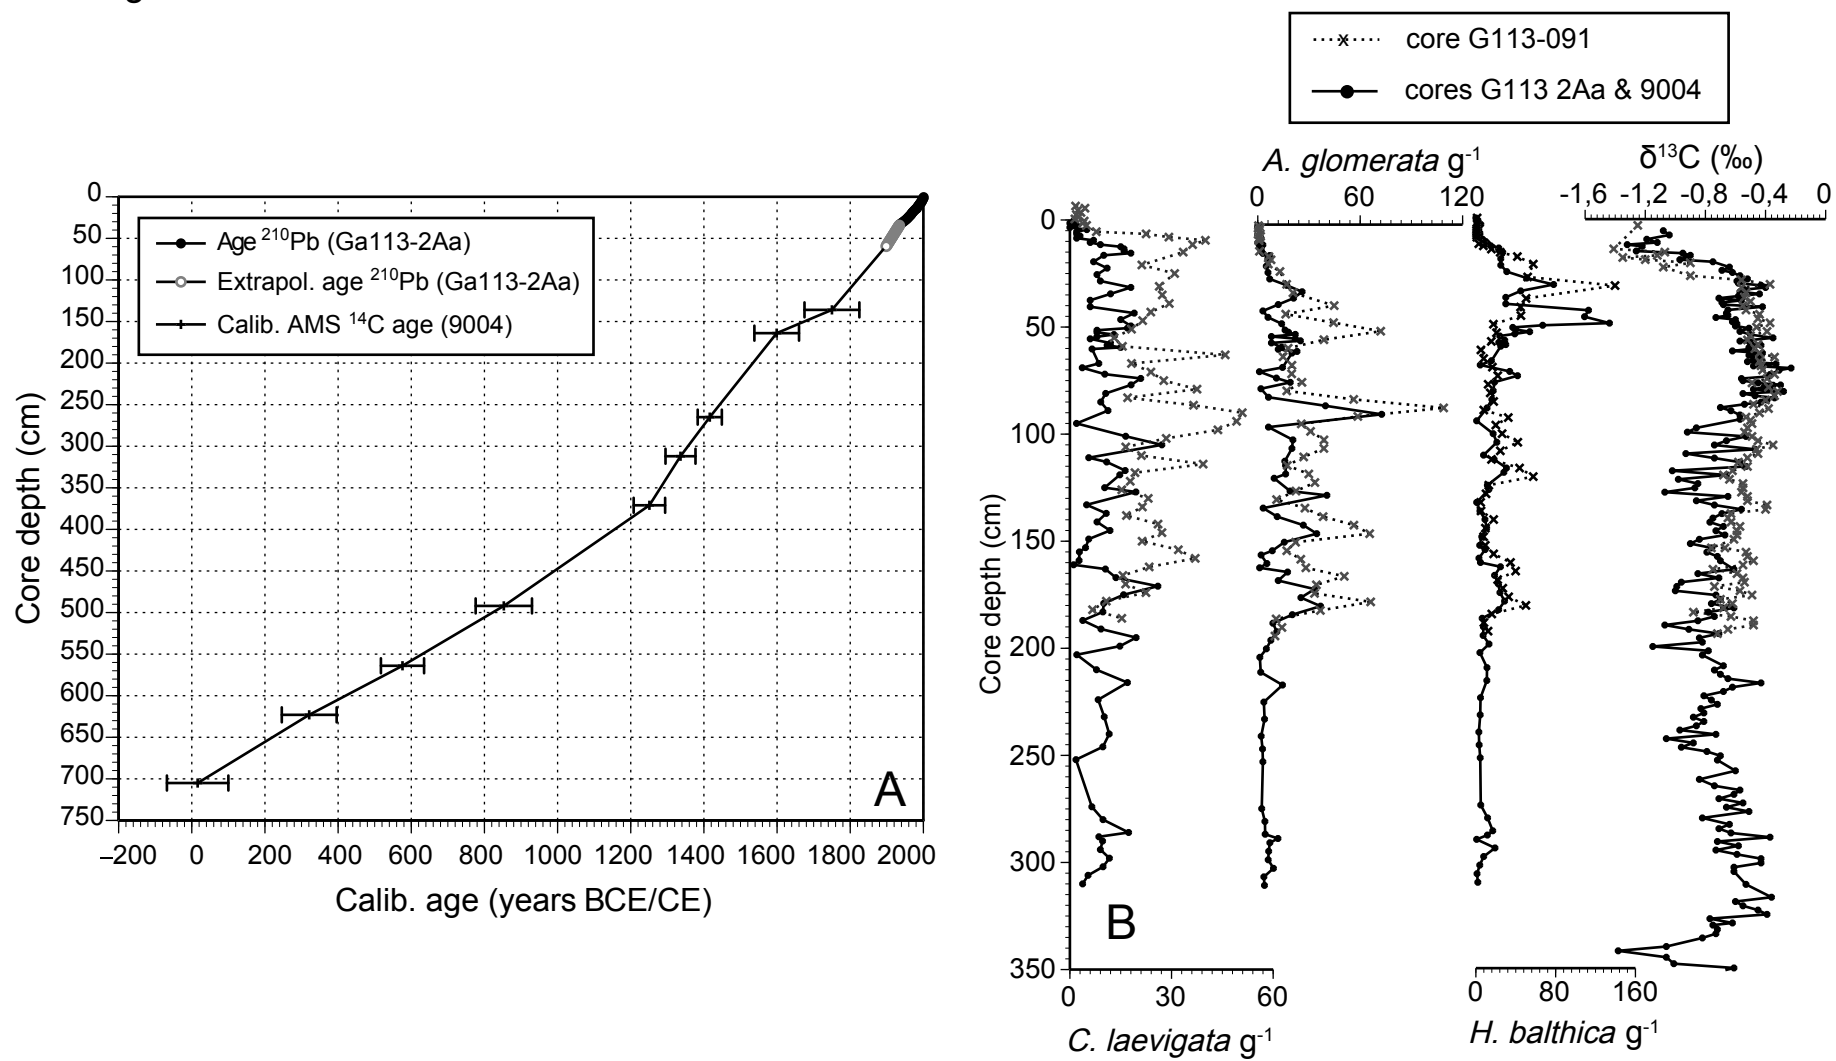 core G113-091
cores G113 2Aa & 9004
0
50
100
150
200
250
300
350
400
450
500
550
600
650
700
750
Core depth (cm)
Age ²¹⁰Pb (Ga113-2Aa)
Extrapol. age ²¹⁰Pb (Ga113-2Aa)
Calib. AMS ¹⁴C age (9004)
A
–200 0 200 400 600 800 1000 1200 1400 1600 1800 2000
Calib. age (years BCE/CE)
A. glomerata g⁻¹
0 60 120
δ¹³C (‰)
-1,6 -1,2 -0,8 -0,4 0
0
50
100
150
200
250
300
350
Core depth (cm)
B
0 30 60
C. laevigata g⁻¹
0 80 160
H. balthica g⁻¹